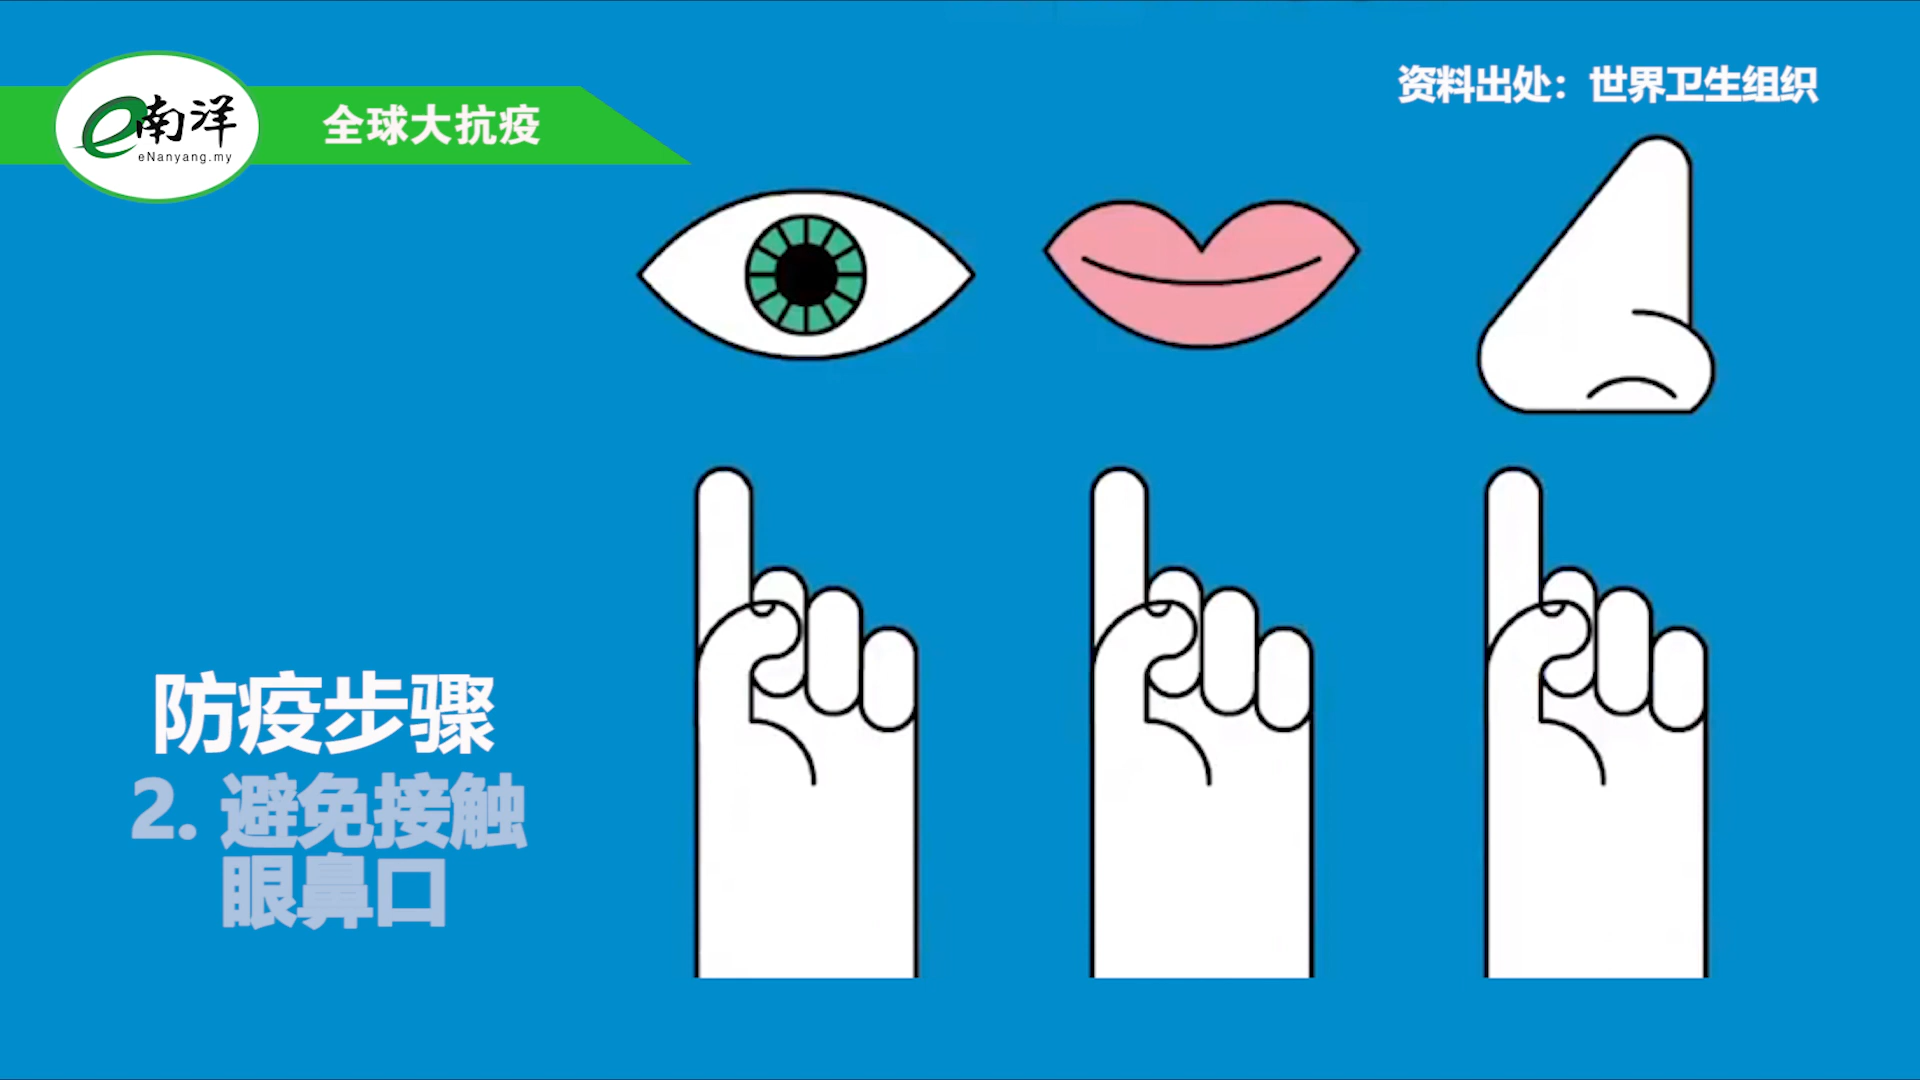 e南洋
eNanyang.my
全球大抗疫
资料出处：世界卫生组织
防疫步骤
2. 避免接触
眼鼻口